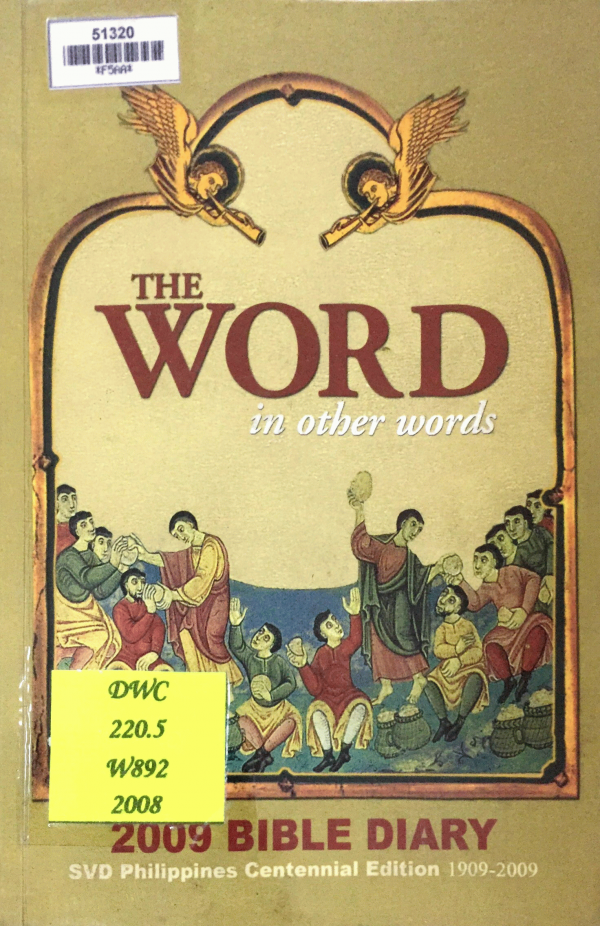 51320
*F5AA*
THE
WORD
in other words
DWC
220.5
W892
2008
2009 BIBLE DIARY
SVD Philippines Centennial Edition 1909-2009